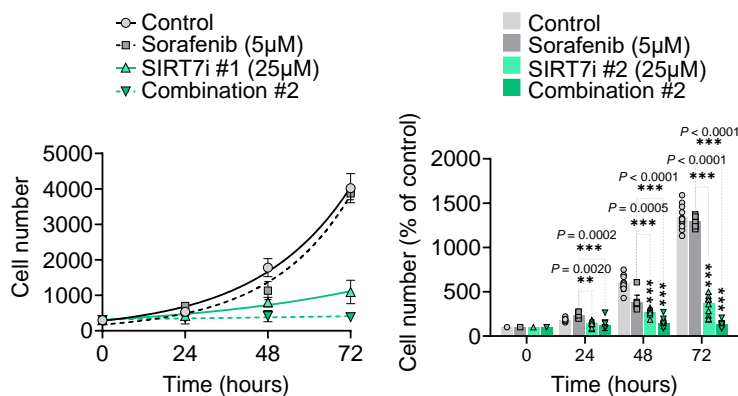 Control
Sorafenib (5µM)
SIRT7i #1 (25µM)
Combination #2
Cell number
5000
4000
3000
2000
1000
0
0
24
48
72
Time (hours)
Control
Sorafenib (5µM)
SIRT7i #2 (25µM)
Combination #2
Cell number (% of control)
2000
1500
1000
500
0
P < 0.0001
***
P < 0.0001
***
P < 0.0001
***
P = 0.0005
***
P = 0.0002
***
P = 0.0020
**
***
***
***
***
0
24
48
72
Time (hours)